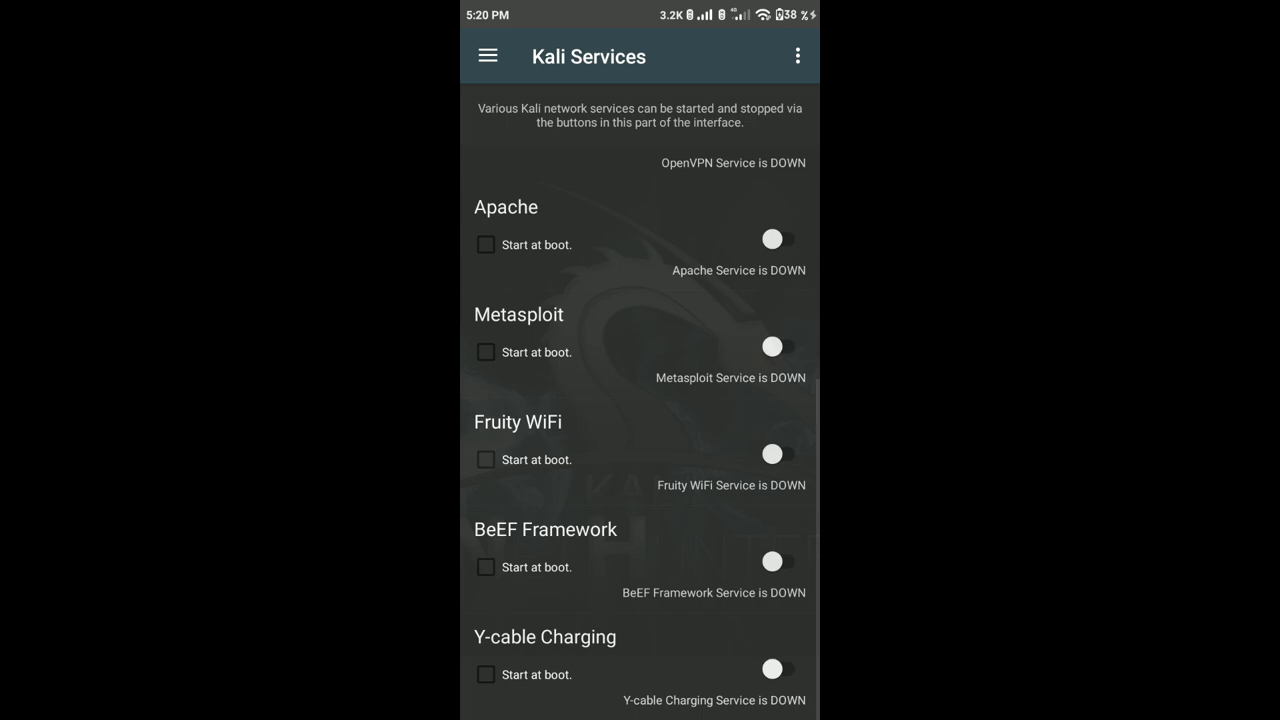 5:20 PM 3.2K 4G 38 %
Kali Services
Various Kali network services can be started and stopped via
the buttons in this part of the interface.
OpenVPN Service is DOWN
Apache
Start at boot.
Apache Service is DOWN
Metasploit
Start at boot.
Metasploit Service is DOWN
Fruity WiFi
Start at boot.
Fruity WiFi Service is DOWN
KALI
HUNTER
BeEF Framework
Start at boot.
BeEF Framework Service is DOWN
Y-cable Charging
Start at boot.
Y-cable Charging Service is DOWN